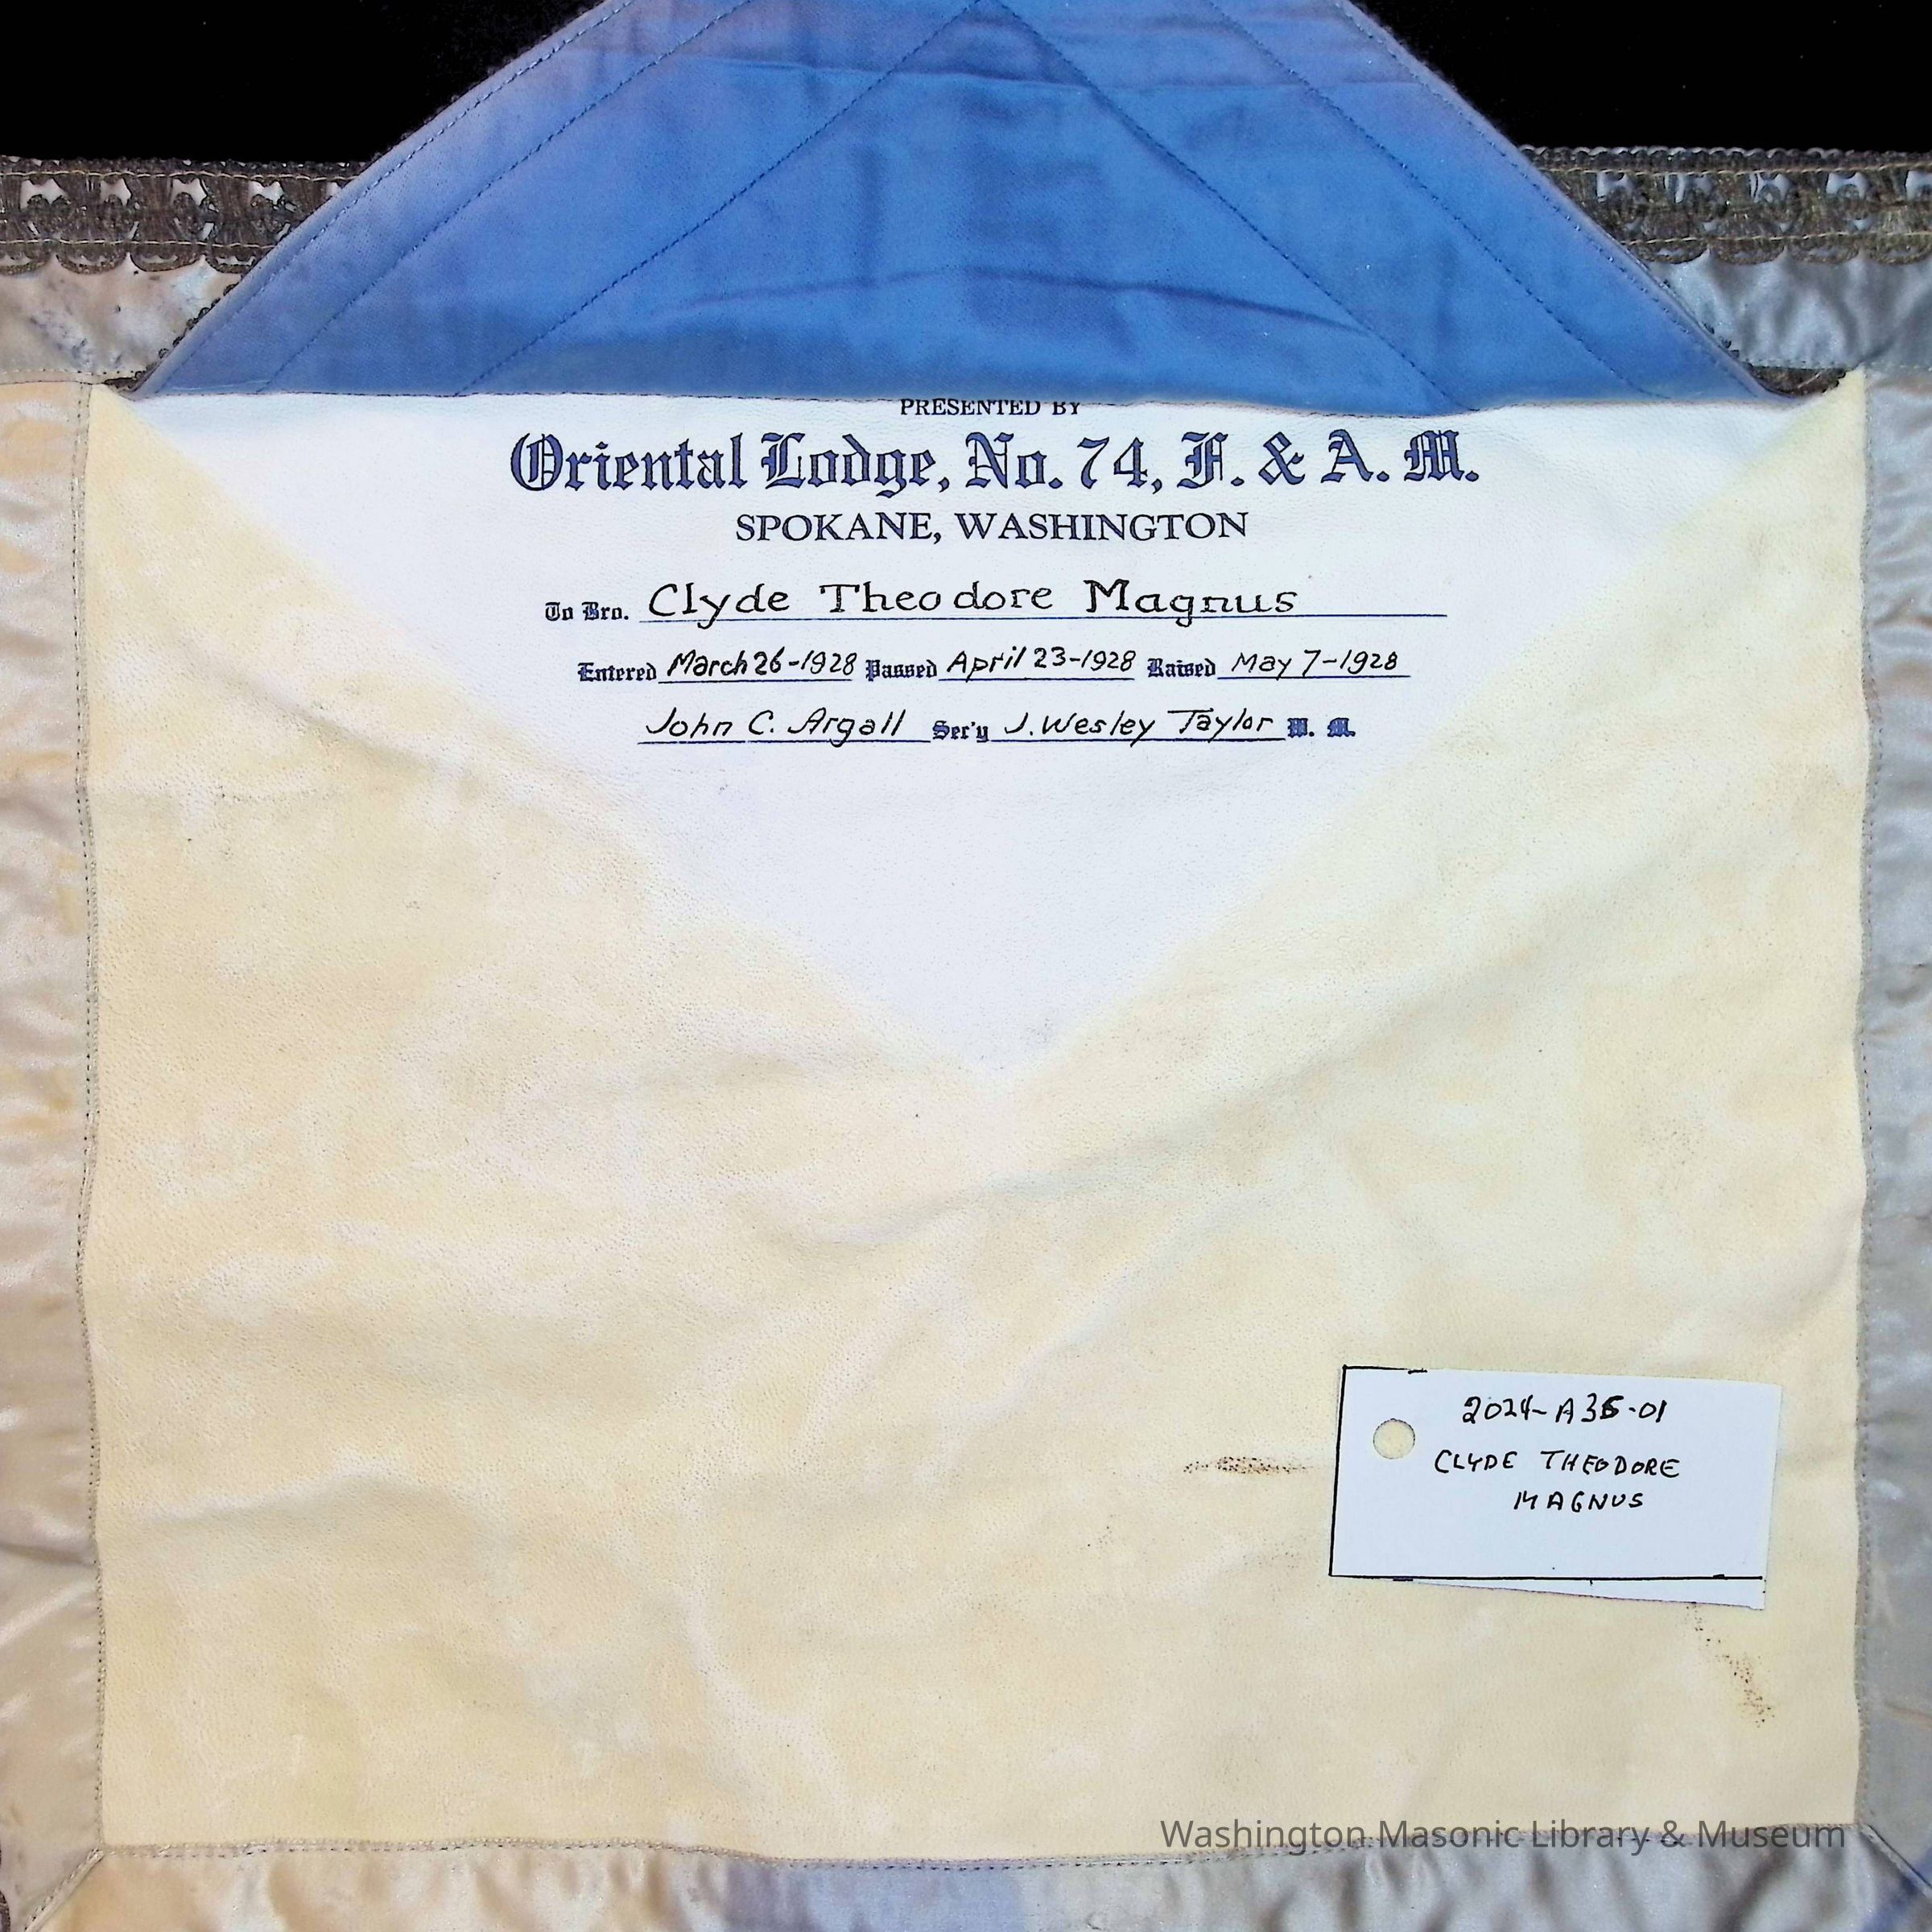 PRESENTED BY
Oriental Lodge, No. 74, F. & A. M.
SPOKANE, WASHINGTON
To Bro. Clyde Theodore Magnus
Entered March 26-1928 Passed April 23-1928 Raised May 7-1928
John C. Argall Sec'y J. Wesley Taylor W. M.
2024-A35-01
CLYDE THEODORE
MAGNUS
Washington Masonic Library & Museum